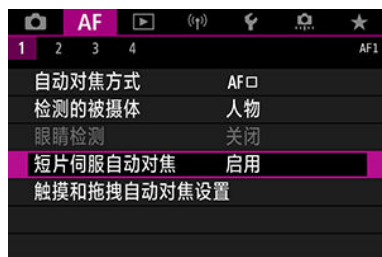 AF
1 2 3 4 AF1
自动对焦方式 AF
检测的被摄体 人物
眼睛检测 关闭
短片伺服自动对焦 启用
触摸和拖拽自动对焦设置